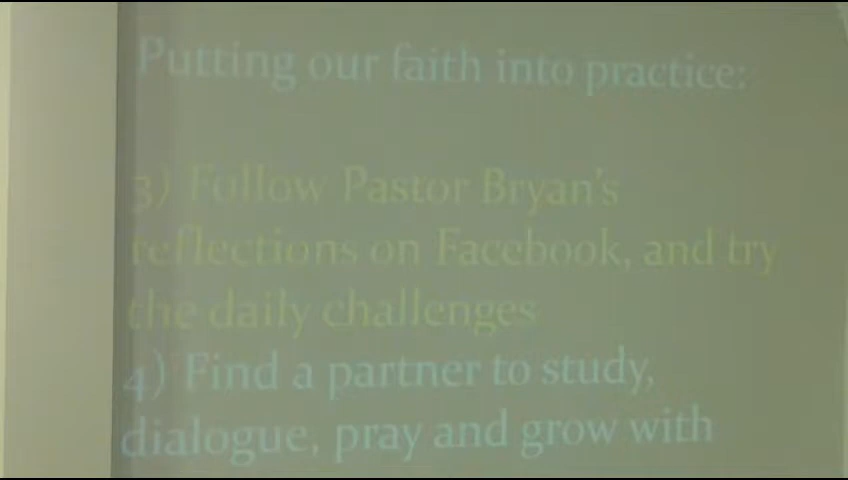 Putting our faith into practice:
3) Follow Pastor Bryan's
reflections on Facebook, and try
the daily challenges
4) Find a partner to study,
dialogue, pray and grow with